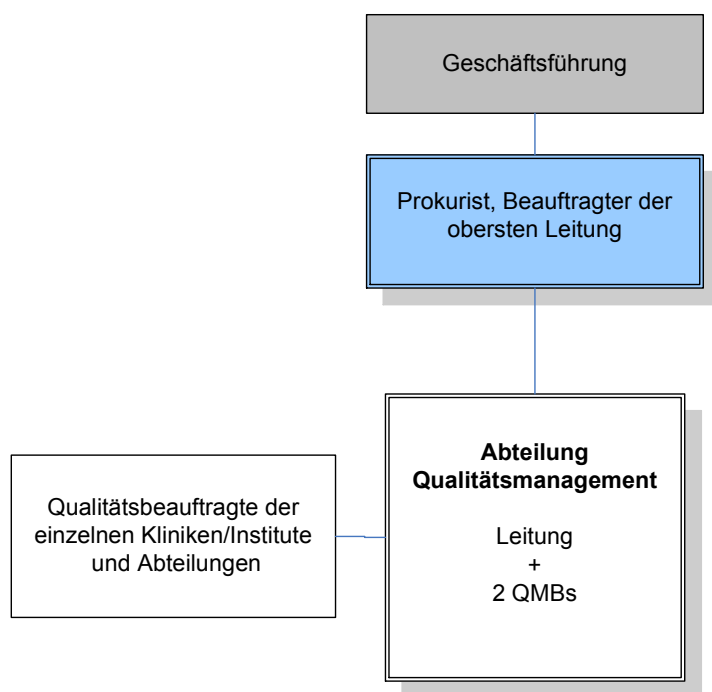 Geschäftsführung
Prokurist, Beauftragter der
obersten Leitung
Abteilung
Qualitätsmanagement
Leitung
+
2 QMBs
Qualitätsbeauftragte der
einzelnen Kliniken/Institute
und Abteilungen